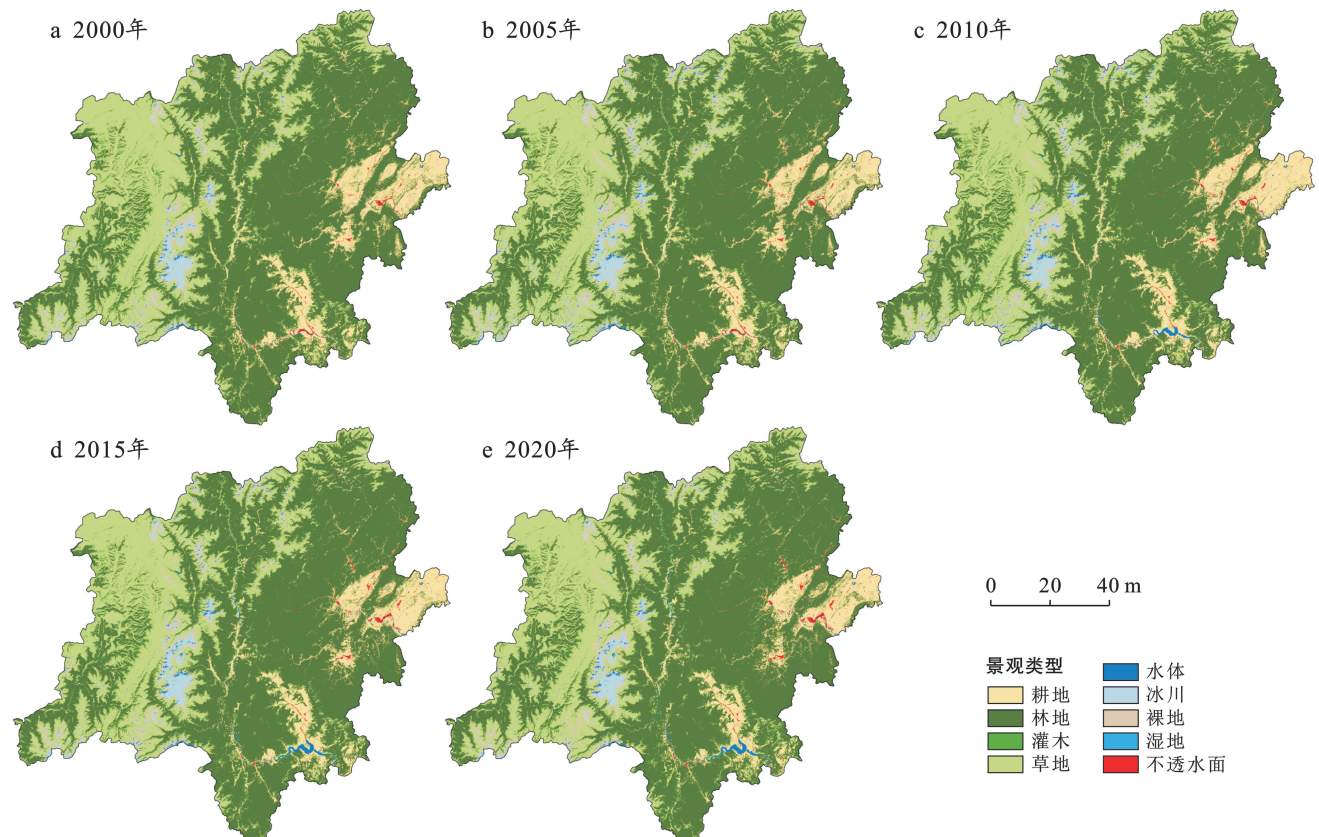 a 2000年
b 2005年
c 2010年
d 2015年
e 2020年
0 20 40 m
景观类型
耕地
林地
灌木
草地
水体
冰川
裸地
湿地
不透水面